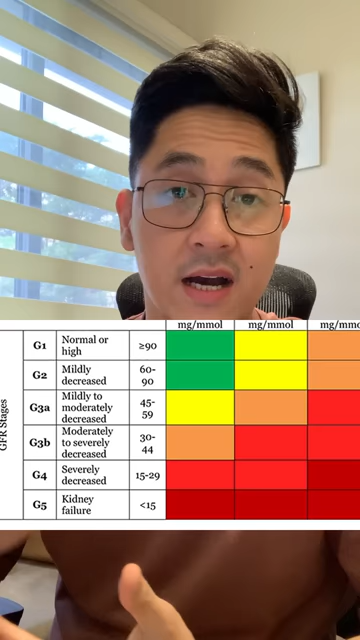 mg/mmol mg/mmol mg/mmo
GFR Stages
G1 Normal or high ≥90
G2 Mildly decreased 60-90
G3a Mildly to moderately decreased 45-59
G3b Moderately to severely decreased 30-44
G4 Severely decreased 15-29
G5 Kidney failure <15